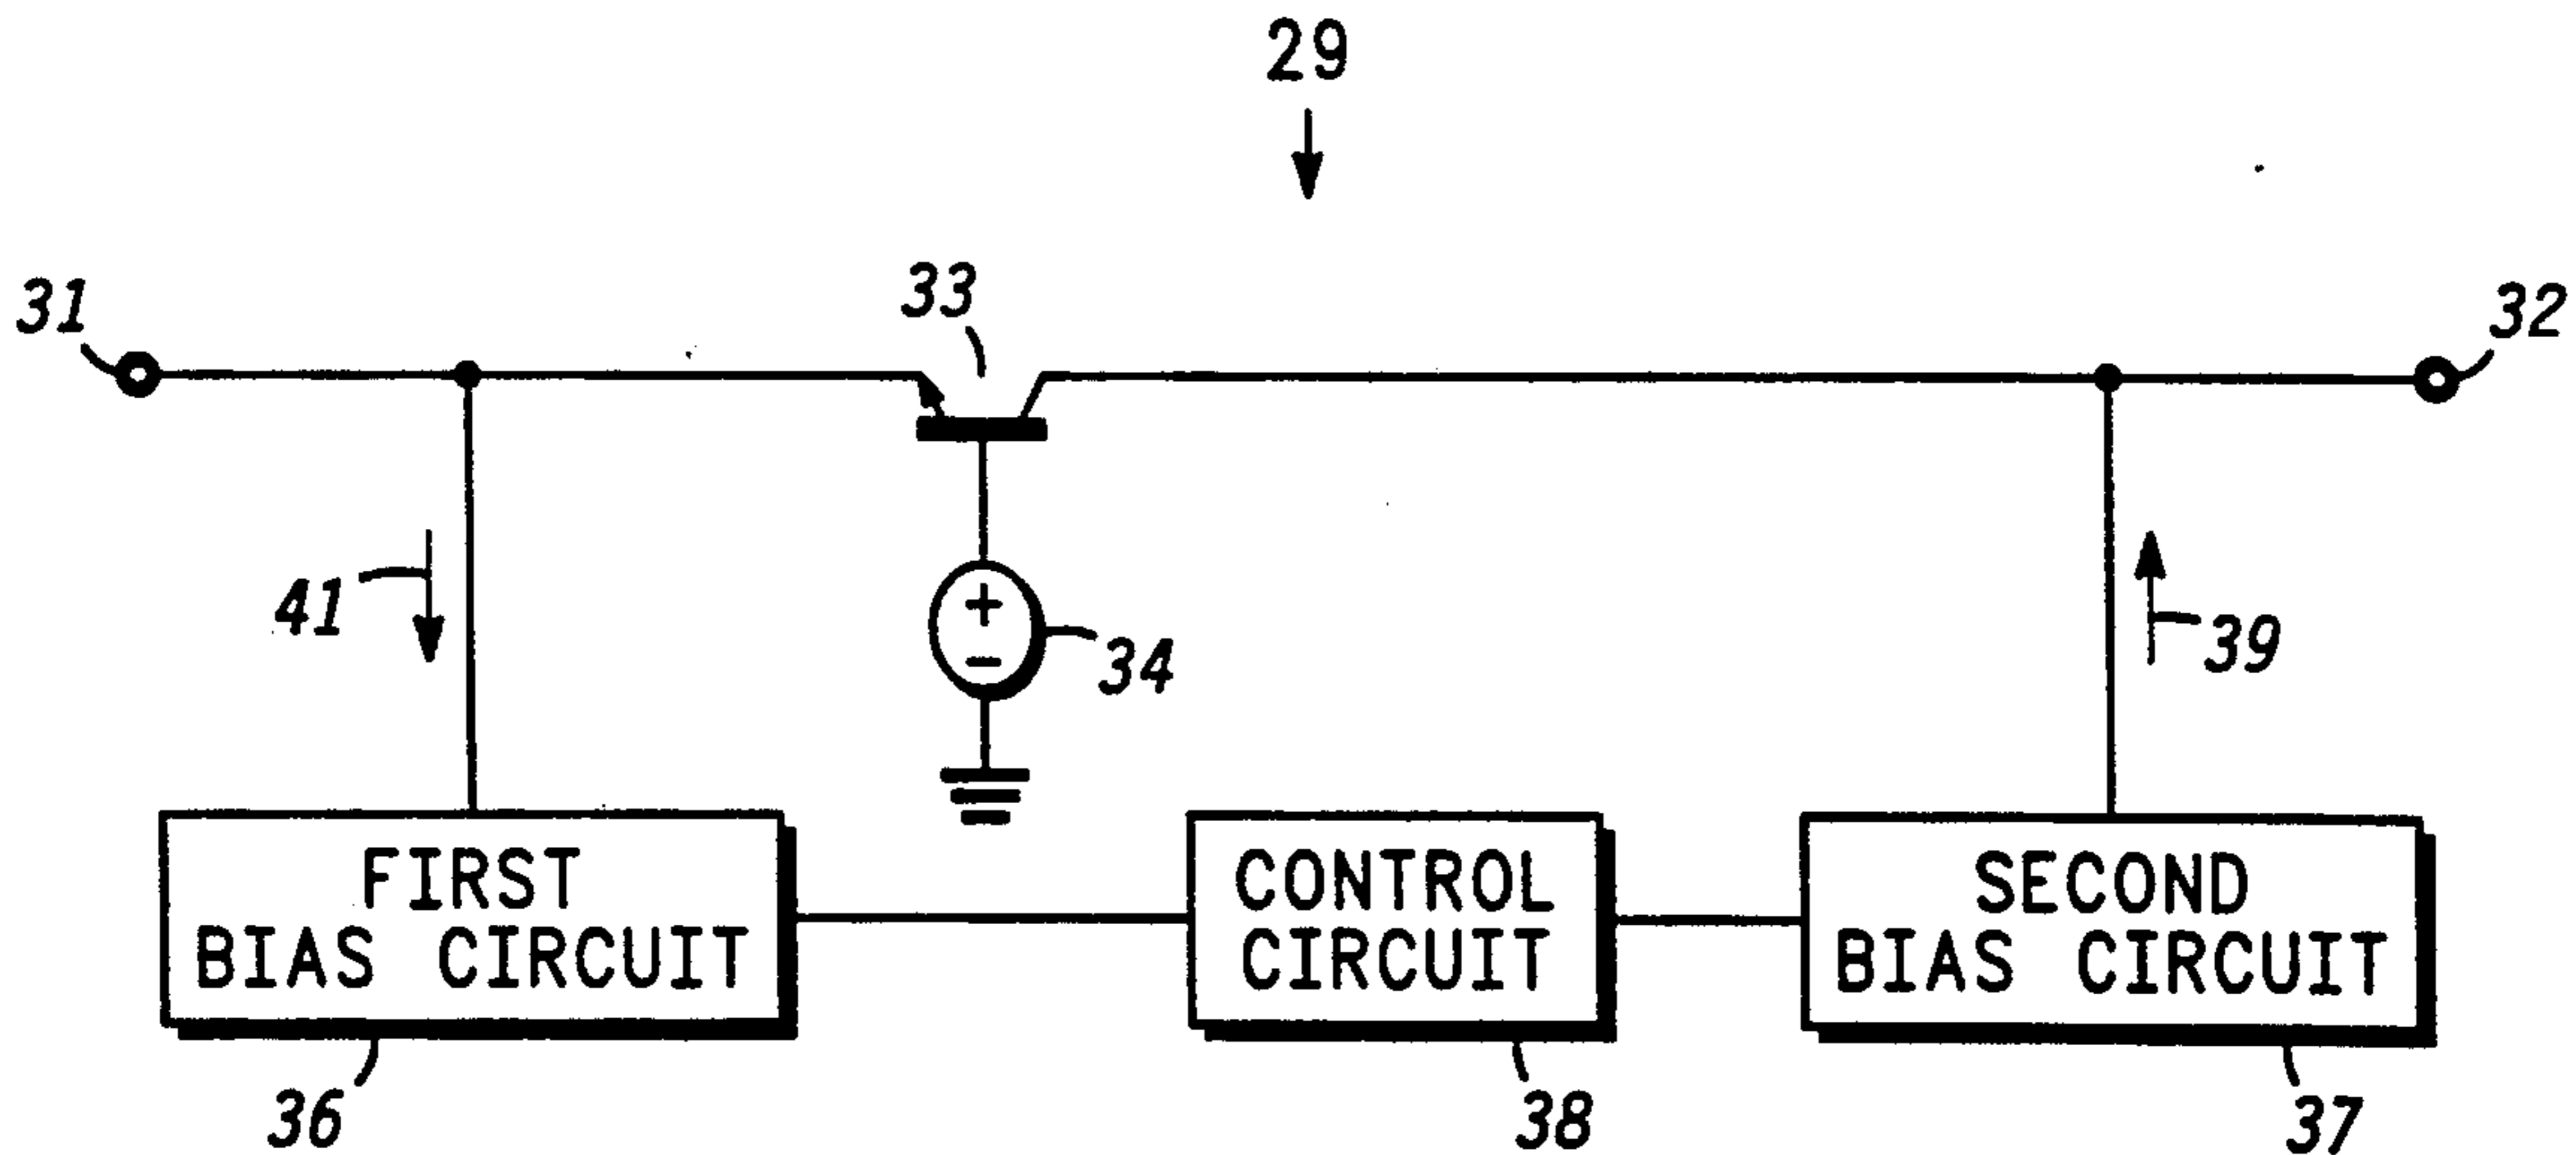 29
31
33
32
41
+
-
34
39
FIRST
BIAS CIRCUIT
CONTROL
CIRCUIT
SECOND
BIAS CIRCUIT
36
38
37